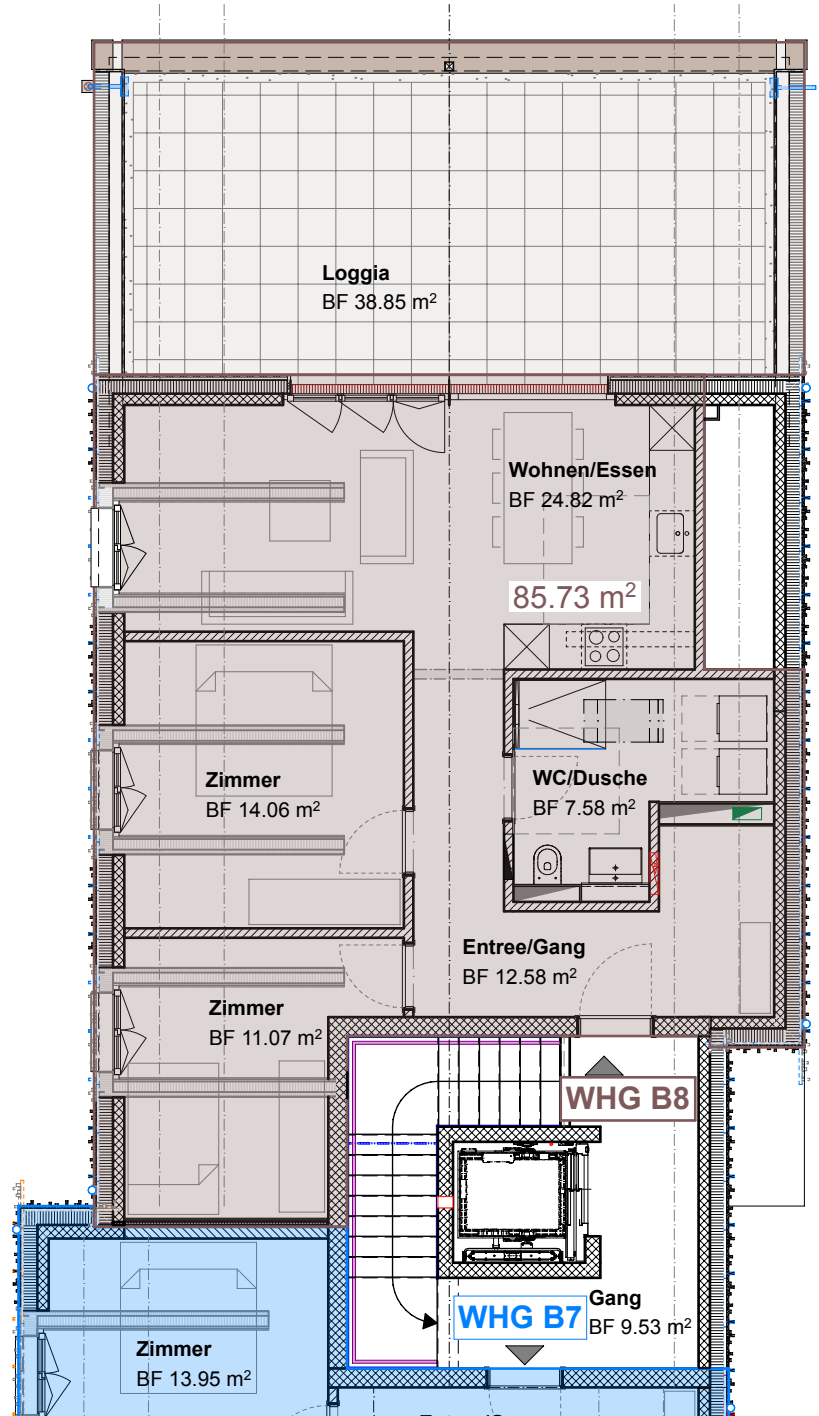 Loggia
BF 38.85 m²
Wohnen/Essen
BF 24.82 m²
85.73 m²
Zimmer
BF 14.06 m²
WC/Dusche
BF 7.58 m²
Entree/Gang
BF 12.58 m²
Zimmer
BF 11.07 m²
WHG B8
WHG B7
Gang
BF 9.53 m²
Zimmer
BF 13.95 m²